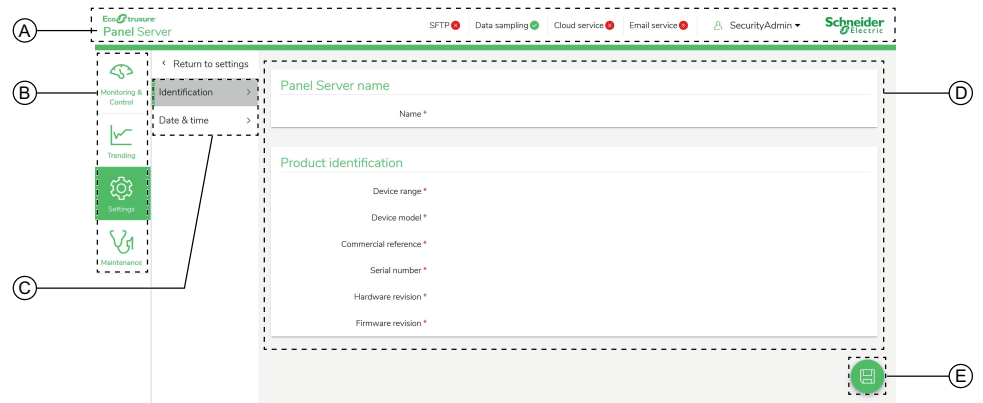 A
EcoStruxure
Panel Server
SFTP
Data sampling
Cloud service
Email service
SecurityAdmin
Schneider
Electric
B
Monitoring &
Control
Trending
Settings
Maintenance
Return to settings
Identification
Date & time
C
Panel Server name
Name *
Product identification
Device range *
Device model *
Commercial reference *
Serial number *
Hardware revision *
Firmware revision *
D
E